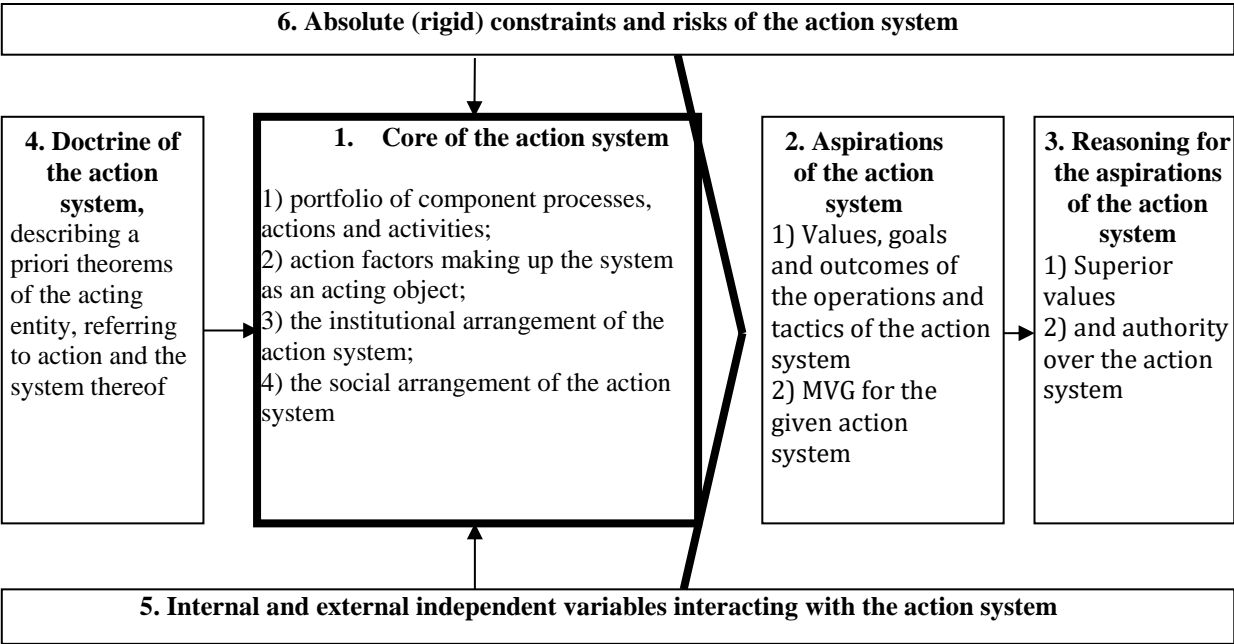 6. Absolute (rigid) constraints and risks of the action system
4. Doctrine of
the action
system,
describing a
priori theorems
of the acting
entity, referring
to action and the
system thereof
1. Core of the action system
1) portfolio of component processes,
actions and activities;
2) action factors making up the system
as an acting object;
3) the institutional arrangement of the
action system;
4) the social arrangement of the action
system
2. Aspirations
of the action
system
1) Values, goals
and outcomes of
the operations and
tactics of the action
system
2) MVG for the
given action
system
3. Reasoning for
the aspirations
of the action
system
1) Superior
values
2) and authority
over the action
system
5. Internal and external independent variables interacting with the action system